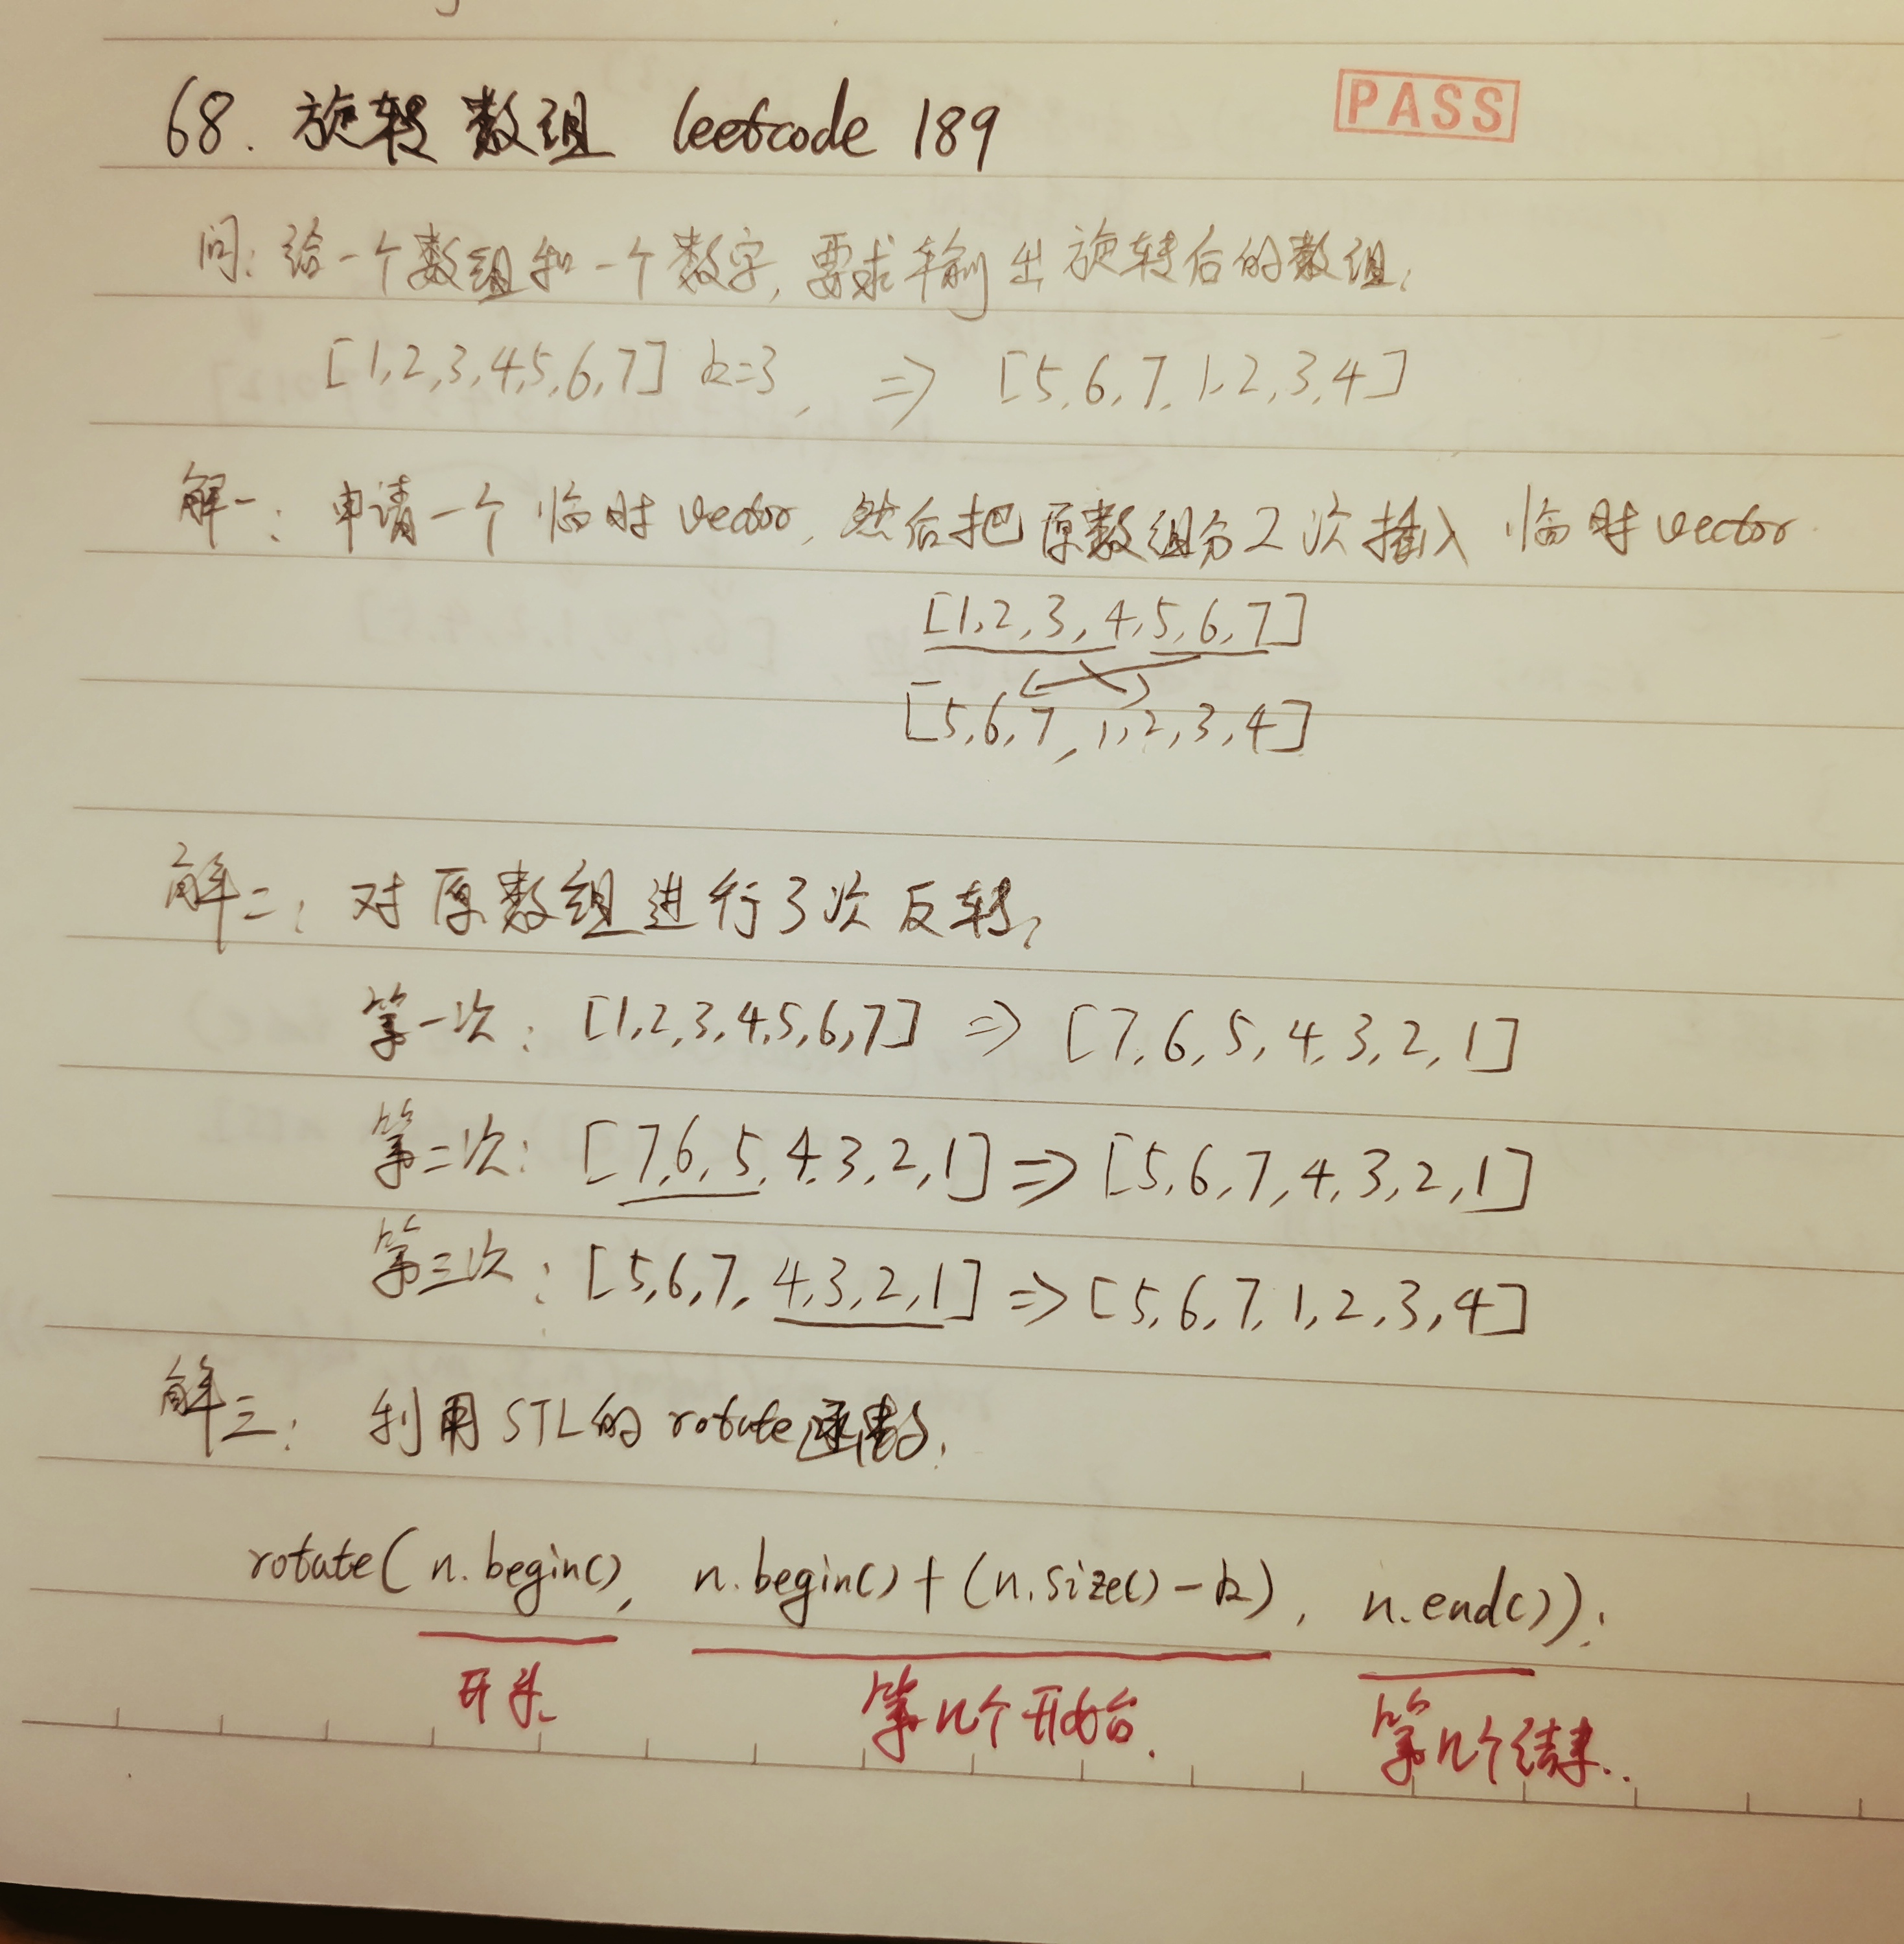 68. 旋转数组 leetcode 189
PASS
问: 给一个数组和一个数字, 要求输出旋转后的数组.
[1,2,3,4,5,6,7] k=3, => [5,6,7,1,2,3,4]
解一: 申请一个临时vector, 然后把原数组分2次插入临时vector.
[1,2,3,4,5,6,7]
[5,6,7,1,2,3,4]
解二: 对原数组进行3次反转,
第一次: [1,2,3,4,5,6,7] => [7,6,5,4,3,2,1]
第二次: [7,6,5,4,3,2,1] => [5,6,7,4,3,2,1]
第三次: [5,6,7,4,3,2,1] => [5,6,7,1,2,3,4]
解三: 利用STL的rotate函数.
rotate(n.begin(), n.begin()+(n.size()-k), n.end());
开头. 第几个开始. 第几个结束..